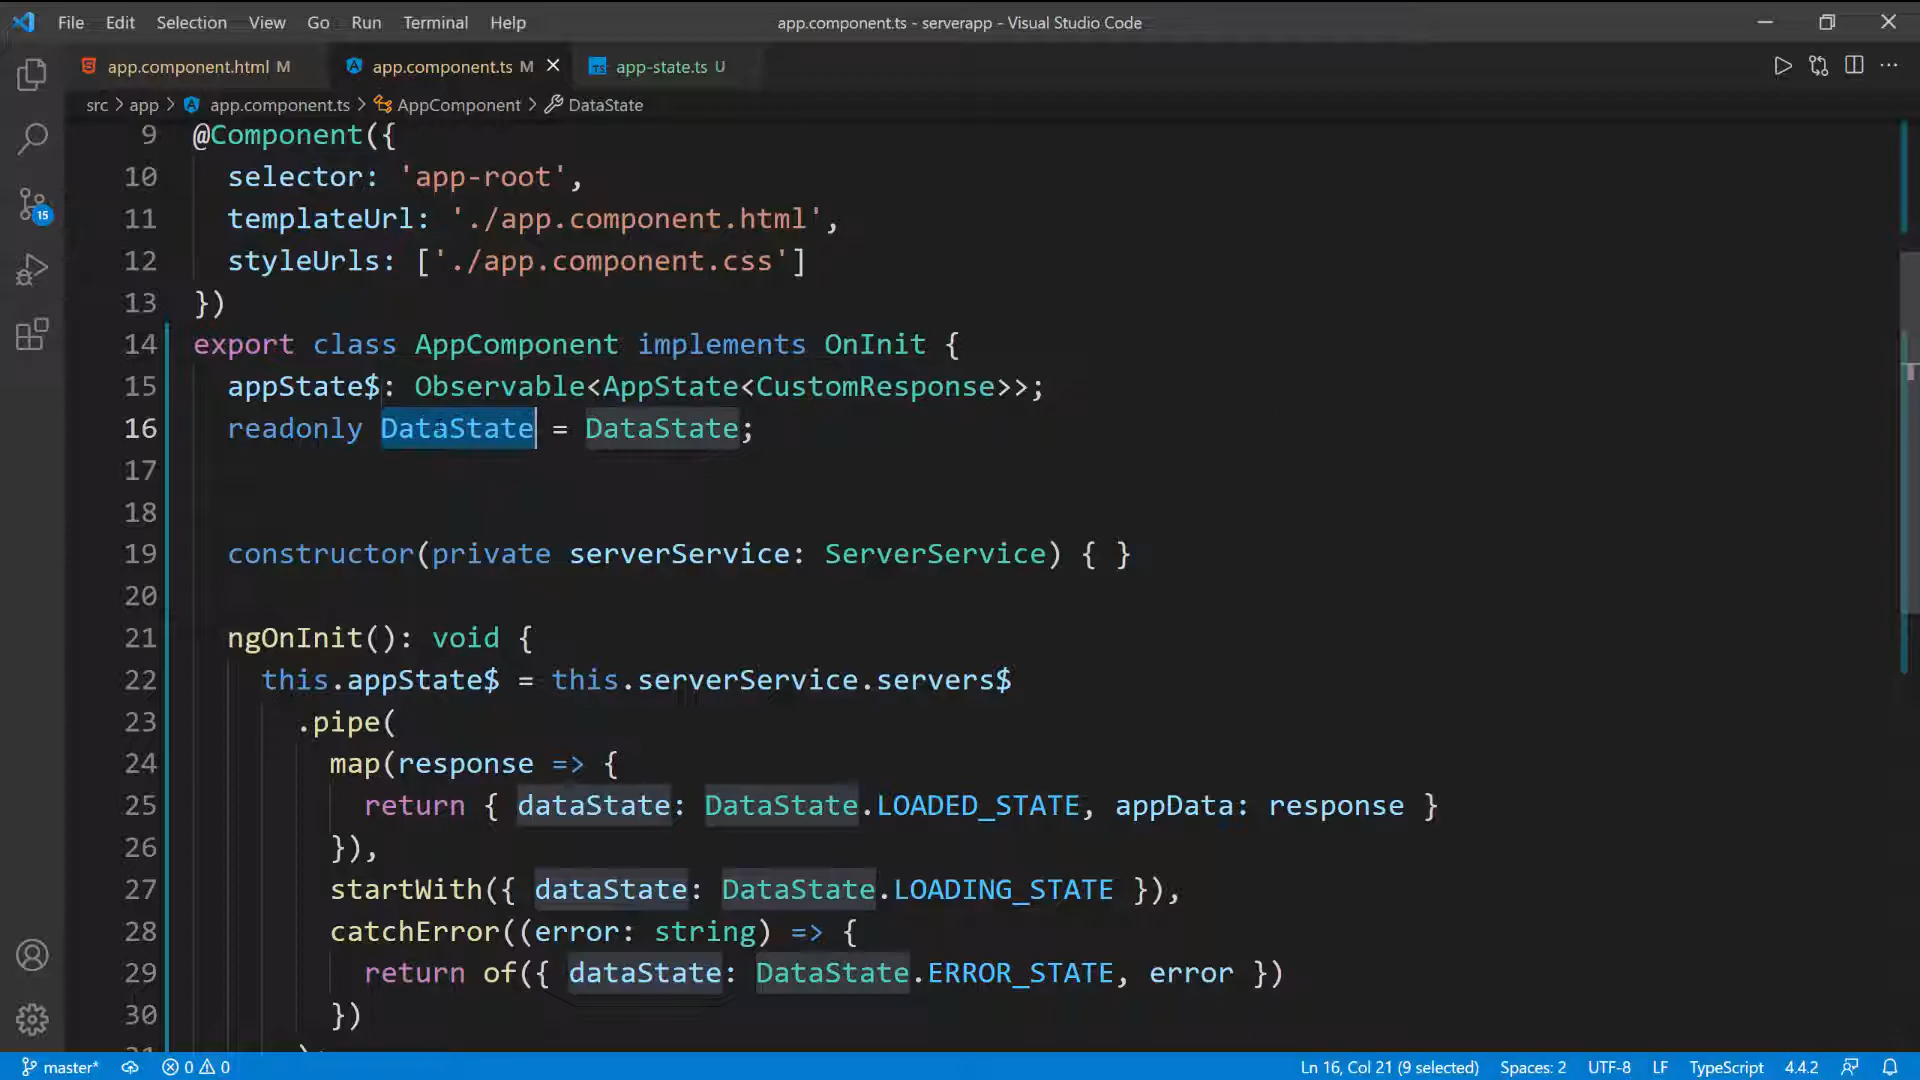 File Edit Selection View Go Run Terminal Help app.component.ts - serverapp - Visual Studio Code
app.component.html M app.component.ts M app-state.ts U
src > app > app.component.ts > AppComponent > DataState
9 @Component({
10 selector: 'app-root',
11 templateUrl: './app.component.html',
12 styleUrls: ['./app.component.css']
13 })
14 export class AppComponent implements OnInit {
15 appState$: Observable<AppState<CustomResponse>>;
16 readonly DataState = DataState;
17
18
19 constructor(private serverService: ServerService) { }
20
21 ngOnInit(): void {
22 this.appState$ = this.serverService.servers$
23 .pipe(
24 map(response => {
25 return { dataState: DataState.LOADED_STATE, appData: response }
26 }),
27 startWith({ dataState: DataState.LOADING_STATE }),
28 catchError((error: string) => {
29 return of({ dataState: DataState.ERROR_STATE, error })
30 })
15
master* 0 0 Ln 16, Col 21 (9 selected) Spaces: 2 UTF-8 LF TypeScript 4.4.2